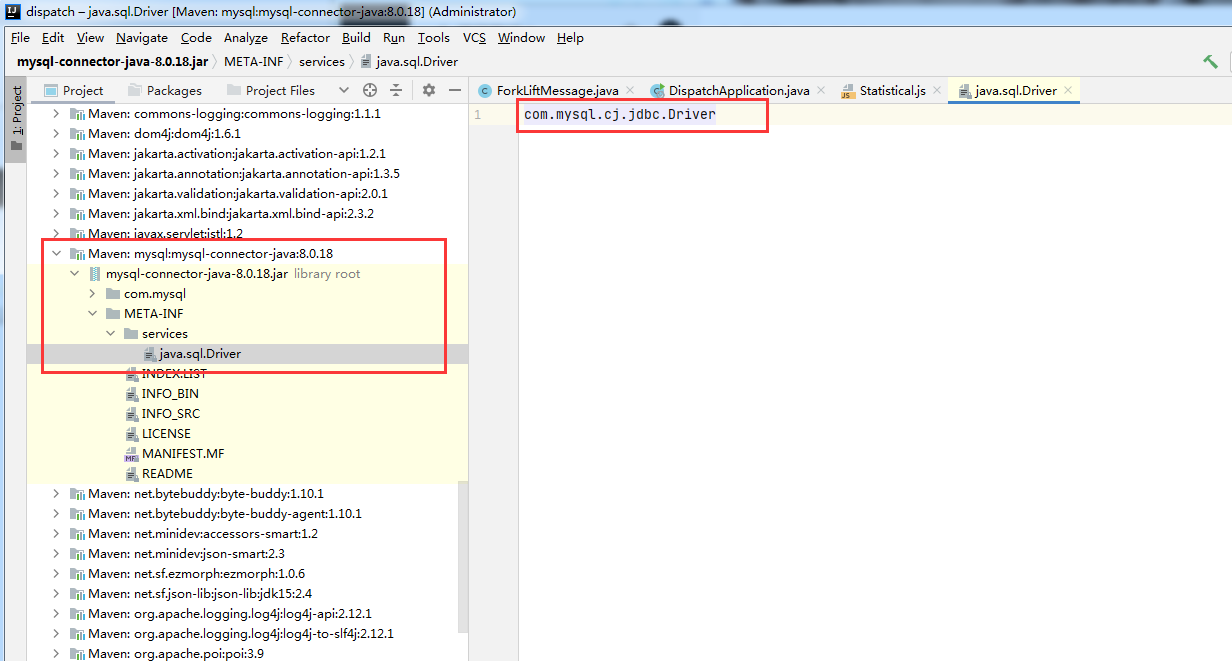 dispatch – java.sql.Driver [Maven: mysql:mysql-connector-java:8.0.18] (Administrator)
File Edit View Navigate Code Analyze Refactor Build Run Tools VCS Window Help
mysql-connector-java-8.0.18.jar META-INF services java.sql.Driver
1: Project
Project Packages Project Files
ForkLiftMessage.java DispatchApplication.java Statistical.js java.sql.Driver
1 com.mysql.cj.jdbc.Driver
Maven: commons-logging:commons-logging:1.1.1
Maven: dom4j:dom4j:1.6.1
Maven: jakarta.activation:jakarta.activation-api:1.2.1
Maven: jakarta.annotation:jakarta.annotation-api:1.3.5
Maven: jakarta.validation:jakarta.validation-api:2.0.1
Maven: jakarta.xml.bind:jakarta.xml.bind-api:2.3.2
Maven: javax.servlet:jstl:1.2
Maven: mysql:mysql-connector-java:8.0.18
mysql-connector-java-8.0.18.jar library root
com.mysql
META-INF
services
java.sql.Driver
INDEX.LIST
INFO_BIN
INFO_SRC
LICENSE
MANIFEST.MF
README
Maven: net.bytebuddy:byte-buddy:1.10.1
Maven: net.bytebuddy:byte-buddy-agent:1.10.1
Maven: net.minidev:accessors-smart:1.2
Maven: net.minidev:json-smart:2.3
Maven: net.sf.ezmorph:ezmorph:1.0.6
Maven: net.sf.json-lib:json-lib:jdk15:2.4
Maven: org.apache.logging.log4j:log4j-api:2.12.1
Maven: org.apache.logging.log4j:log4j-to-slf4j:2.12.1
Maven: org.apache.poi:poi:3.9